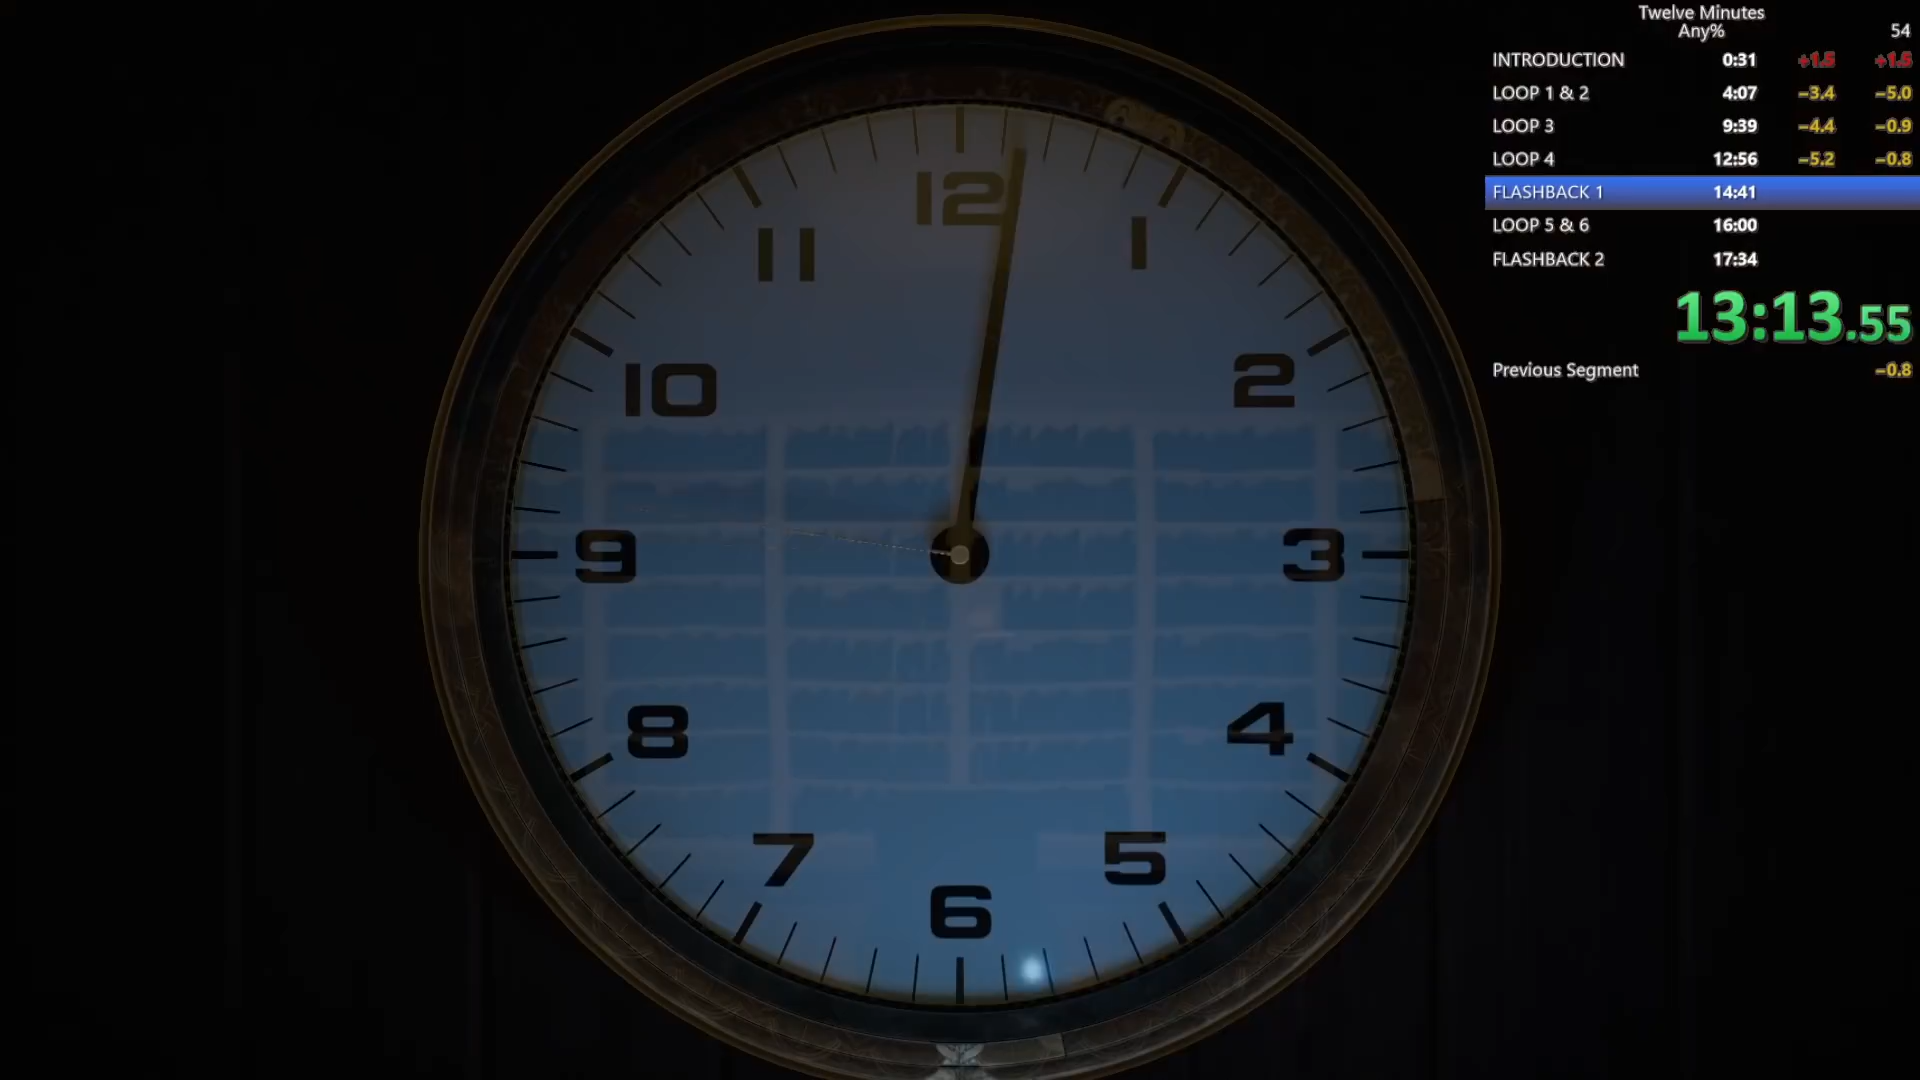 Twelve Minutes
Any% 54
INTRODUCTION 0:31 +1.5 +1.5
LOOP 1 & 2 4:07 −3.4 −5.0
LOOP 3 9:39 −4.4 −0.9
LOOP 4 12:56 −5.2 −0.8
FLASHBACK 1 14:41
LOOP 5 & 6 16:00
FLASHBACK 2 17:34
13:13.55
Previous Segment −0.8
12
11 1
10 2
9 3
8 4
7 5
6